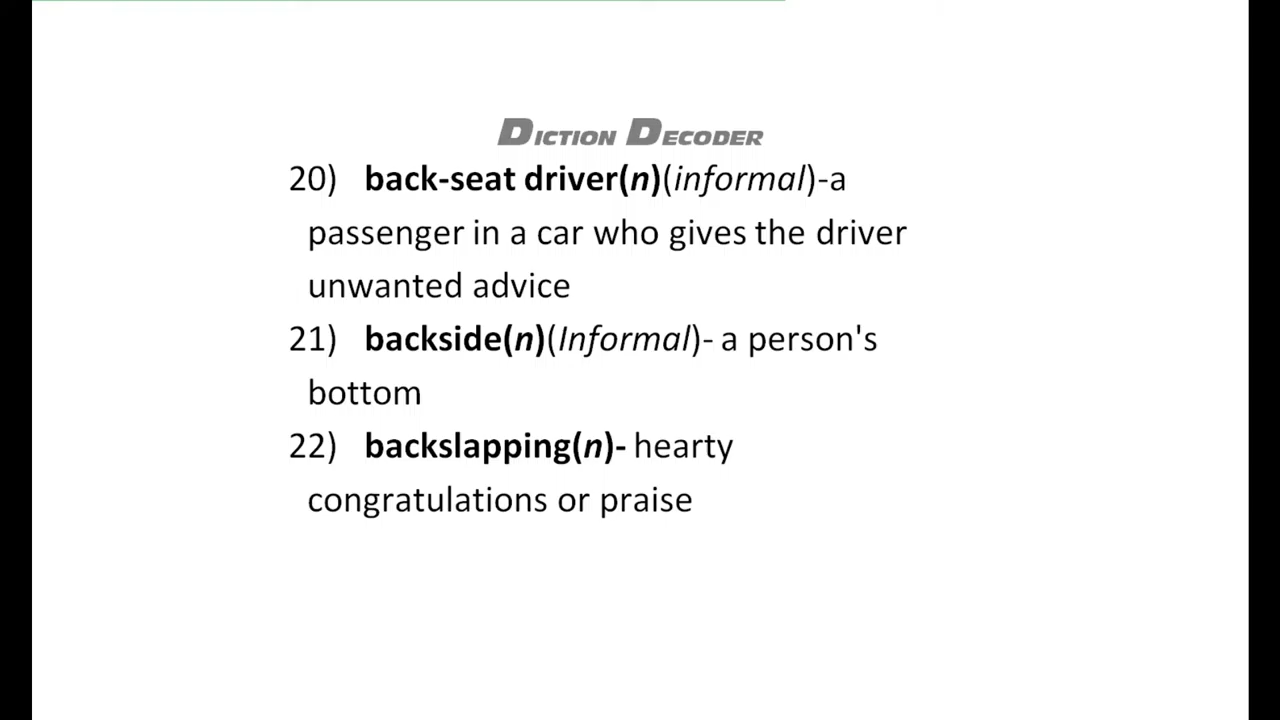 DICTION DECODER
20) back-seat driver(n)(informal)-a
passenger in a car who gives the driver
unwanted advice
21) backside(n)(Informal)- a person's
bottom
22) backslapping(n)- hearty
congratulations or praise